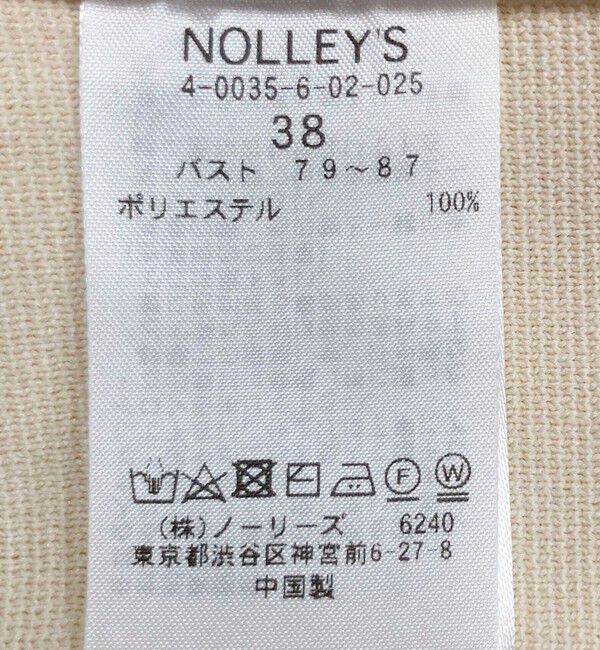 NOLLEY'S
4-0035-6-02-025
38
バスト 79～87
ポリエステル 100%
F W
(株)ノーリーズ 6240
東京都渋谷区神宮前6-27-8
中国製